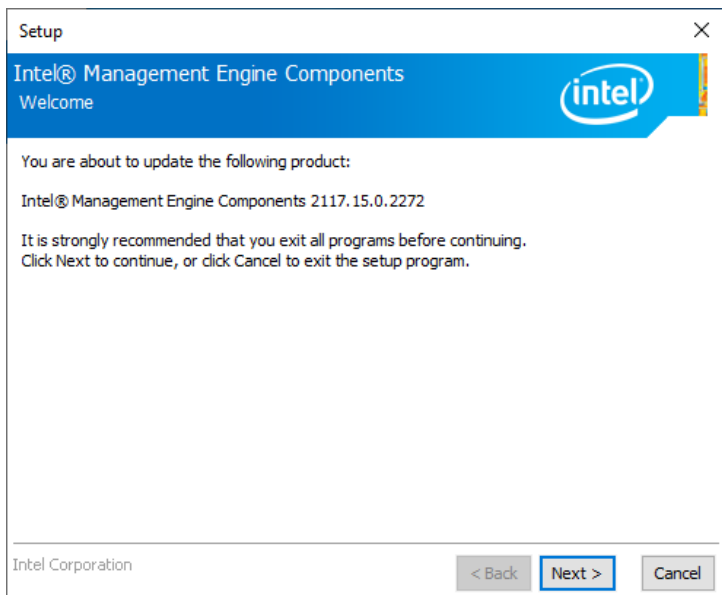 Setup
Intel® Management Engine Components
Welcome
intel
You are about to update the following product:
Intel® Management Engine Components 2117.15.0.2272
It is strongly recommended that you exit all programs before continuing.
Click Next to continue, or click Cancel to exit the setup program.
Intel Corporation
< Back
Next >
Cancel